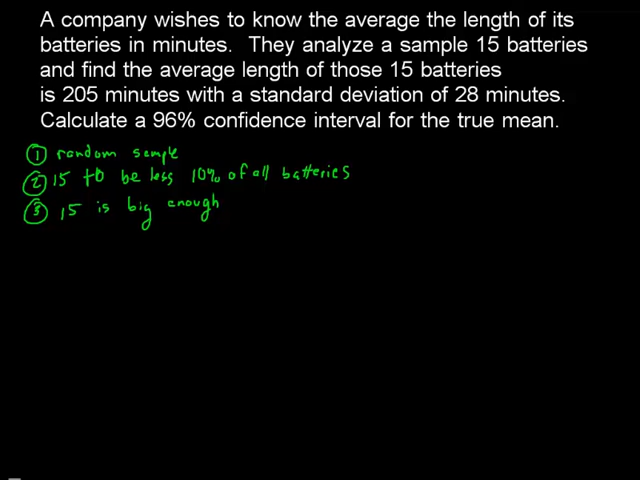 A company wishes to know the average the length of its
batteries in minutes. They analyze a sample 15 batteries
and find the average length of those 15 batteries
is 205 minutes with a standard deviation of 28 minutes.
Calculate a 96% confidence interval for the true mean.
① random sample
② 15 to be less 10% of all batteries
③ 15 is big enough